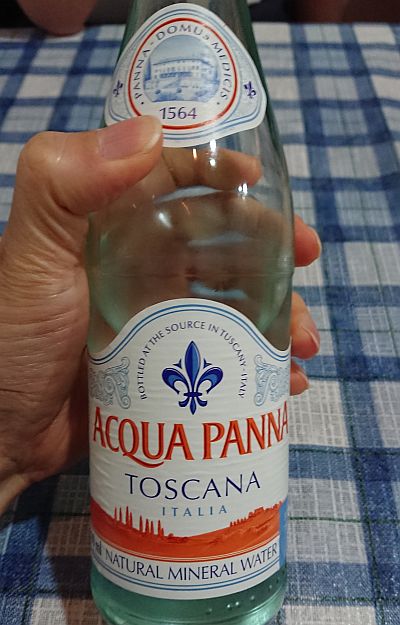 PANNA · DOMUS MEDICIS
1564
BOTTLED AT THE SOURCE IN TUSCANY - ITALY
ACQUA PANNA
TOSCANA
ITALIA
NATURAL MINERAL WATER